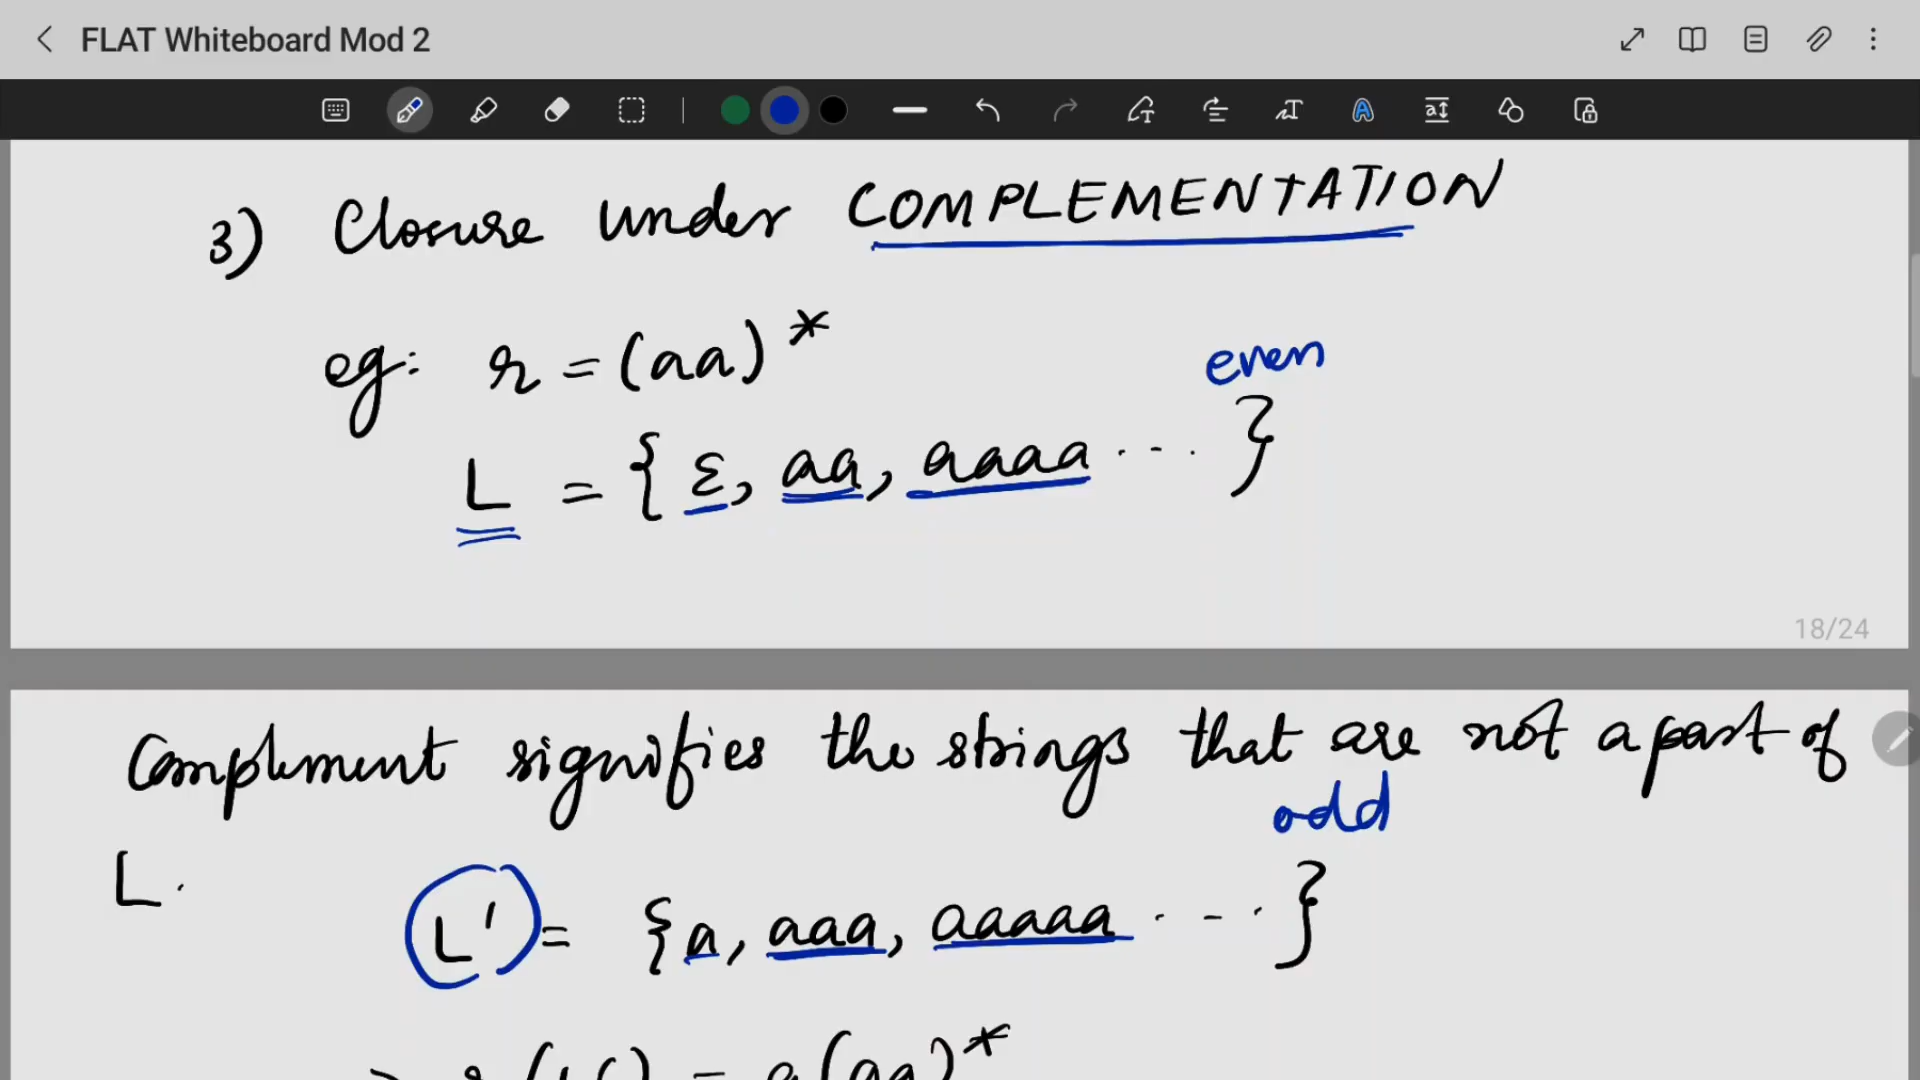 FLAT Whiteboard Mod 2
3) Closure under COMPLEMENTATION
eg: r = (aa)*
even
L = {ε, aa, aaaa ... }
18/24
Complement signifies the strings that are not a part of
odd
L.
L' = {a, aaa, aaaaa ... }
= a(aa)*